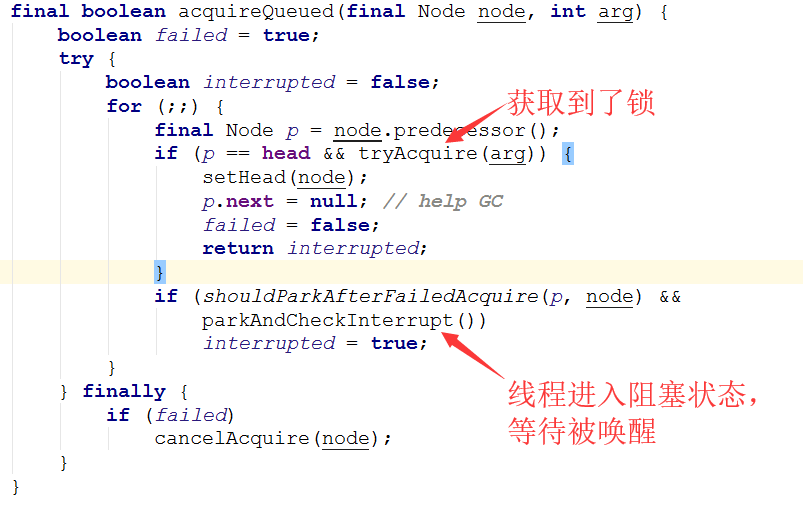 final boolean acquireQueued(final Node node, int arg) {
boolean failed = true;
try {
boolean interrupted = false;
for (;;) {
获取到了锁
final Node p = node.predecessor();
if (p == head && tryAcquire(arg)) {
setHead(node);
p.next = null; // help GC
failed = false;
return interrupted;
}
if (shouldParkAfterFailedAcquire(p, node) &&
parkAndCheckInterrupt())
interrupted = true;
}
} finally {
线程进入阻塞状态，
if (failed)
等待被唤醒
cancelAcquire(node);
}
}